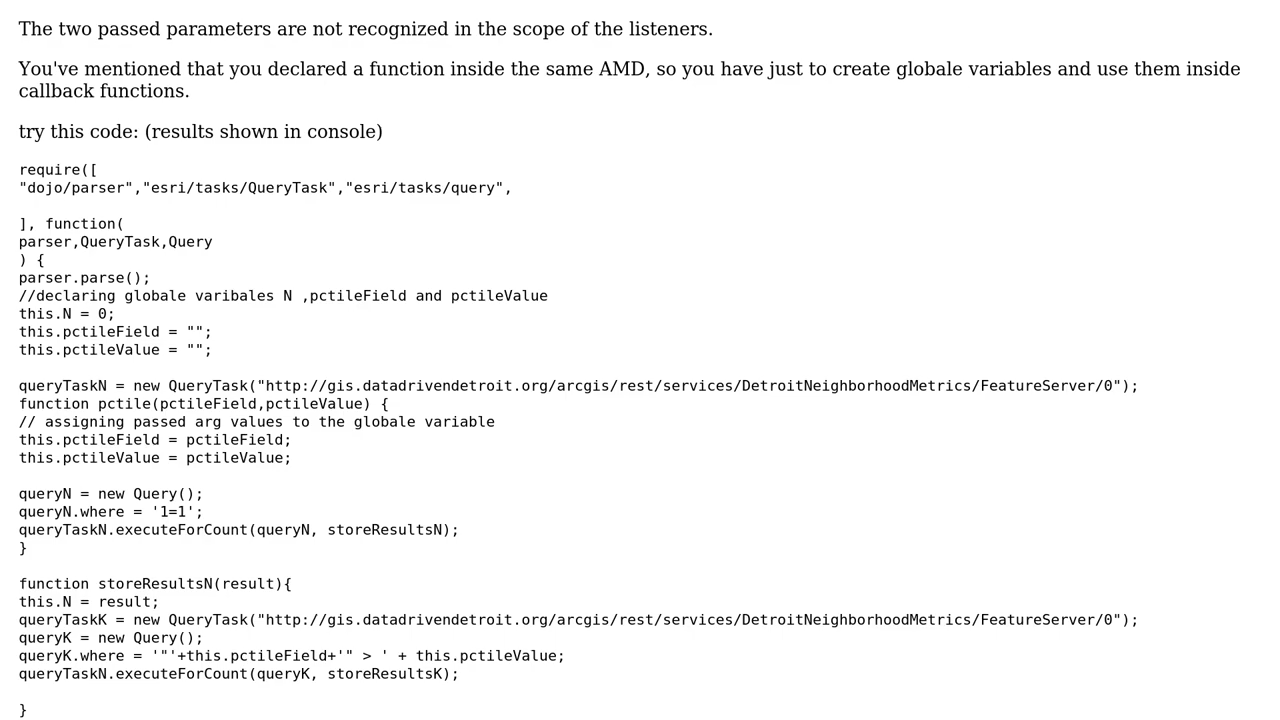 The two passed parameters are not recognized in the scope of the listeners.
You've mentioned that you declared a function inside the same AMD, so you have just to create globale variables and use them inside
callback functions.
try this code: (results shown in console)
require([
"dojo/parser","esri/tasks/QueryTask","esri/tasks/query",
], function(
parser,QueryTask,Query
) {
parser.parse();
//declaring globale varibales N ,pctileField and pctileValue
this.N = 0;
this.pctileField = "";
this.pctileValue = "";
queryTaskN = new QueryTask("http://gis.datadrivendetroit.org/arcgis/rest/services/DetroitNeighborhoodMetrics/FeatureServer/0");
function pctile(pctileField,pctileValue) {
// assigning passed arg values to the globale variable
this.pctileField = pctileField;
this.pctileValue = pctileValue;
queryN = new Query();
queryN.where = '1=1';
queryTaskN.executeForCount(queryN, storeResultsN);
}
function storeResultsN(result){
this.N = result;
queryTaskK = new QueryTask("http://gis.datadrivendetroit.org/arcgis/rest/services/DetroitNeighborhoodMetrics/FeatureServer/0");
queryK = new Query();
queryK.where = '"'+this.pctileField+'" > ' + this.pctileValue;
queryTaskN.executeForCount(queryK, storeResultsK);
}